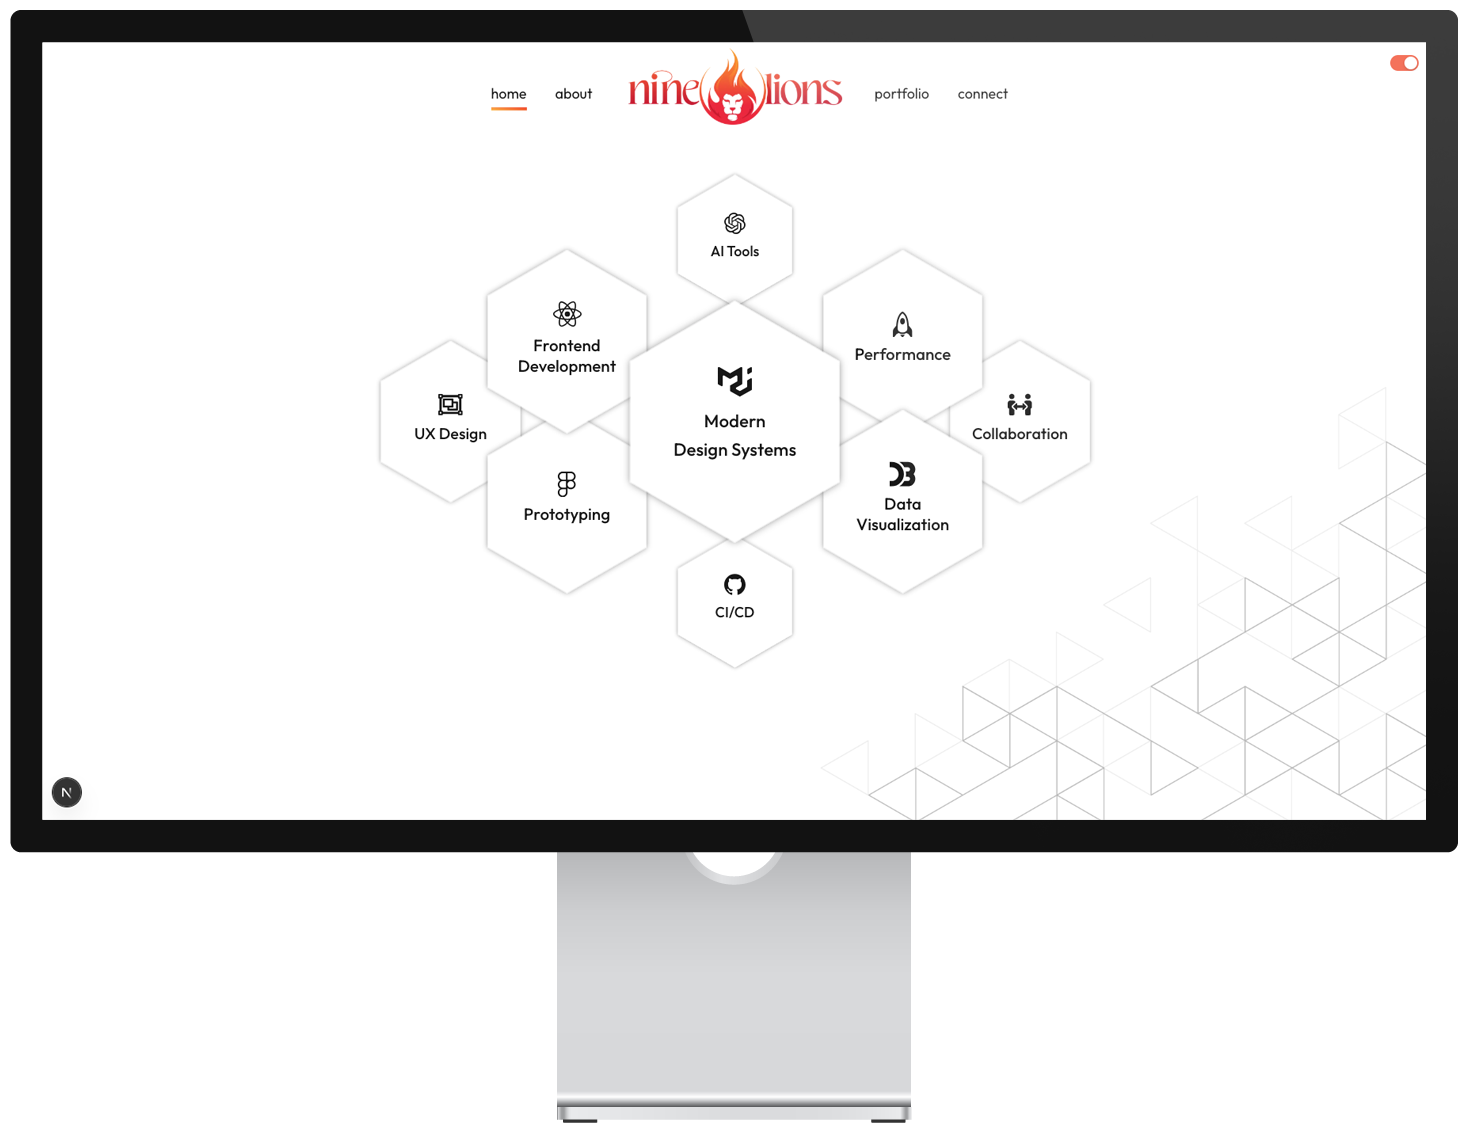 home
about
nine lions
portfolio
connect
AI Tools
Frontend
Development
Performance
UX Design
Modern
Design Systems
Collaboration
Prototyping
Data
Visualization
CI/CD
N